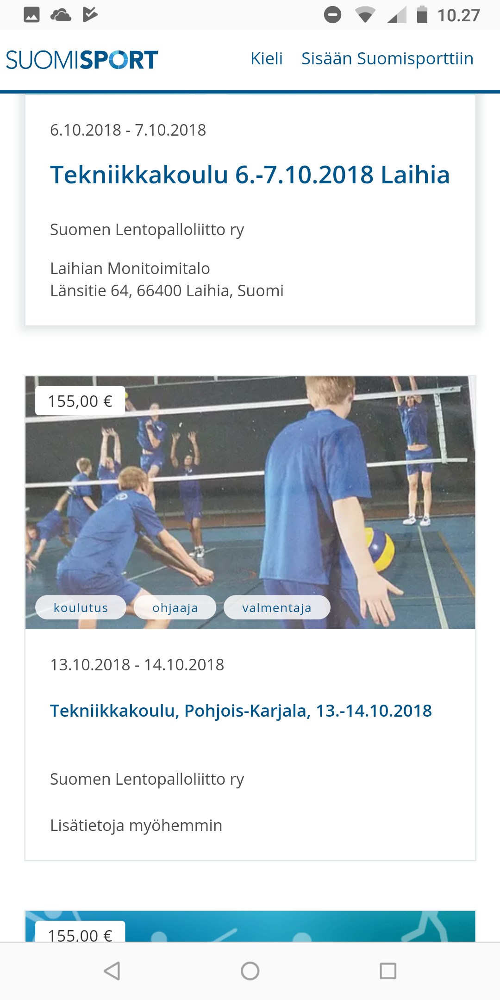 10.27
SUOMISPORT
Kieli Sisään Suomisporttiin
6.10.2018 - 7.10.2018
Tekniikkakoulu 6.-7.10.2018 Laihia
Suomen Lentopalloliitto ry
Laihian Monitoimitalo
Länsitie 64, 66400 Laihia, Suomi
155,00 €
koulutus ohjaaja valmentaja
13.10.2018 - 14.10.2018
Tekniikkakoulu, Pohjois-Karjala, 13.-14.10.2018
Suomen Lentopalloliitto ry
Lisätietoja myöhemmin
155,00 €